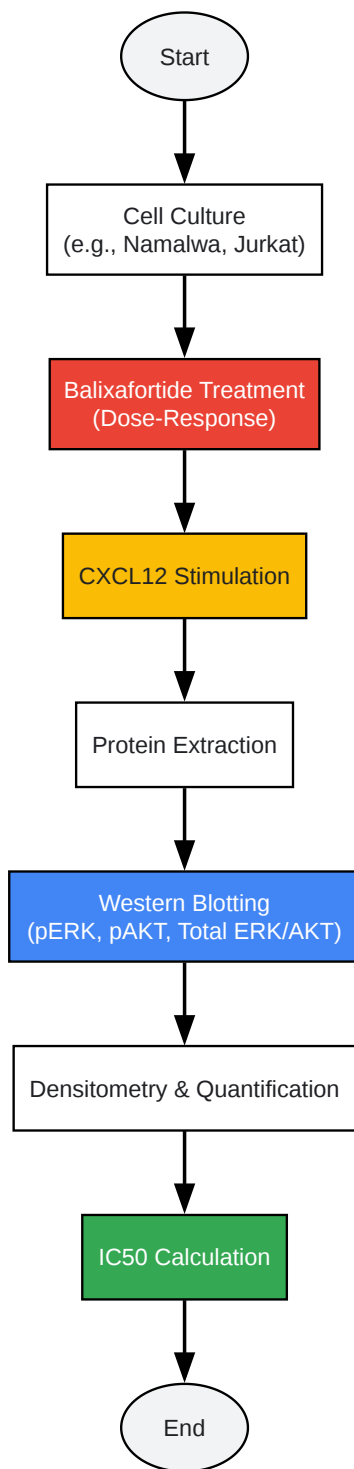 Start
Cell Culture
(e.g., Namalwa, Jurkat)
Balixafortide Treatment
(Dose-Response)
CXCL12 Stimulation
Protein Extraction
Western Blotting
(pERK, pAKT, Total ERK/AKT)
Densitometry & Quantification
IC50 Calculation
End